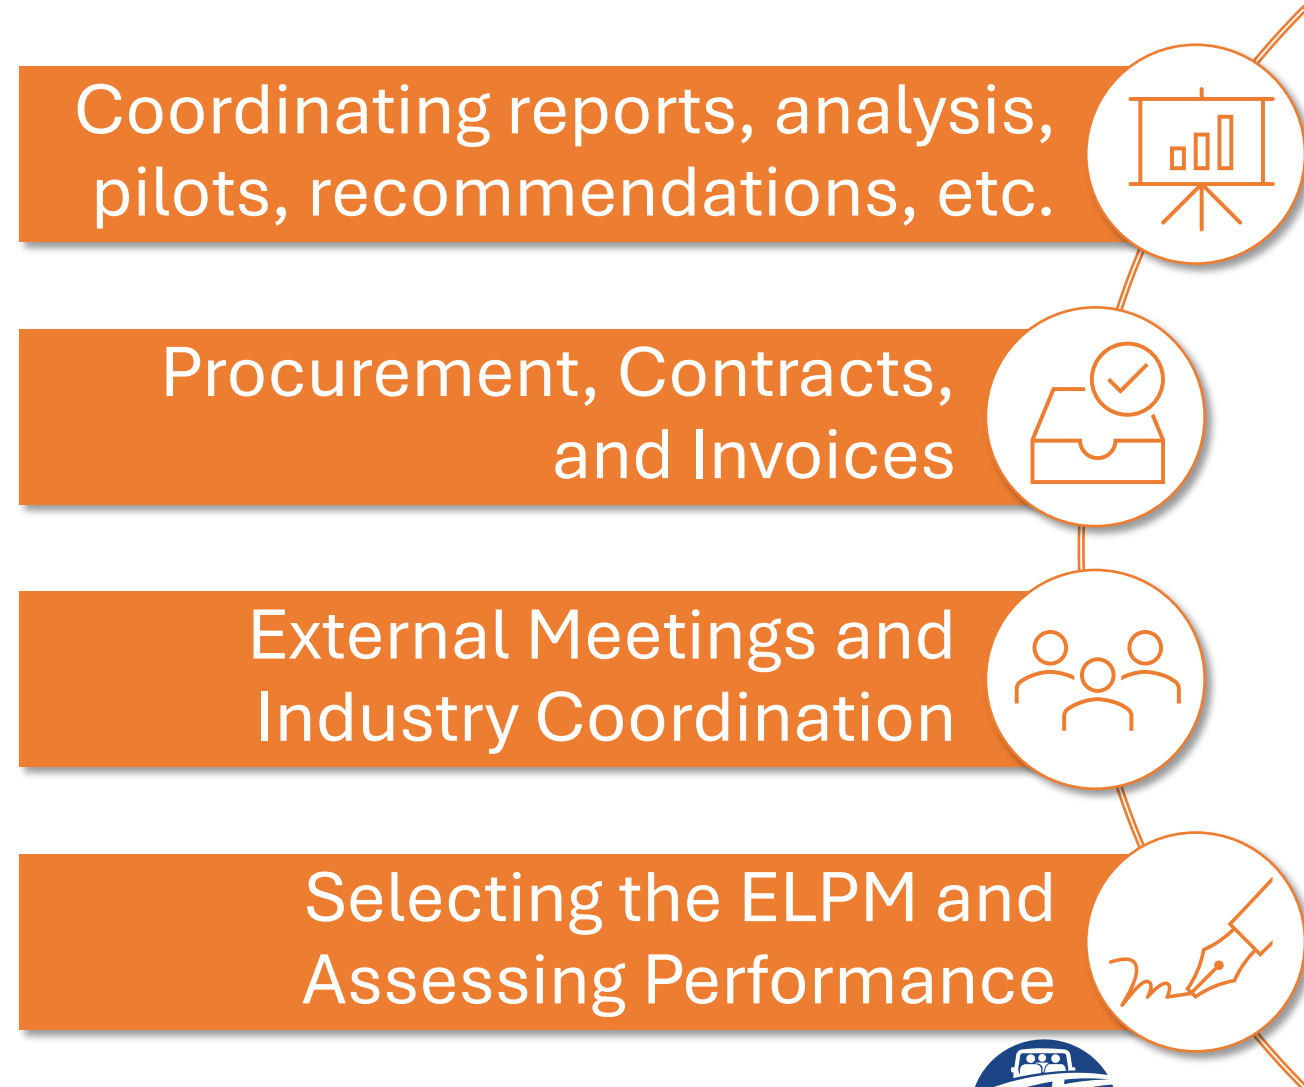 Coordinating reports, analysis,
pilots, recommendations, etc.
Procurement, Contracts,
and Invoices
External Meetings and
Industry Coordination
Selecting the ELPM and
Assessing Performance